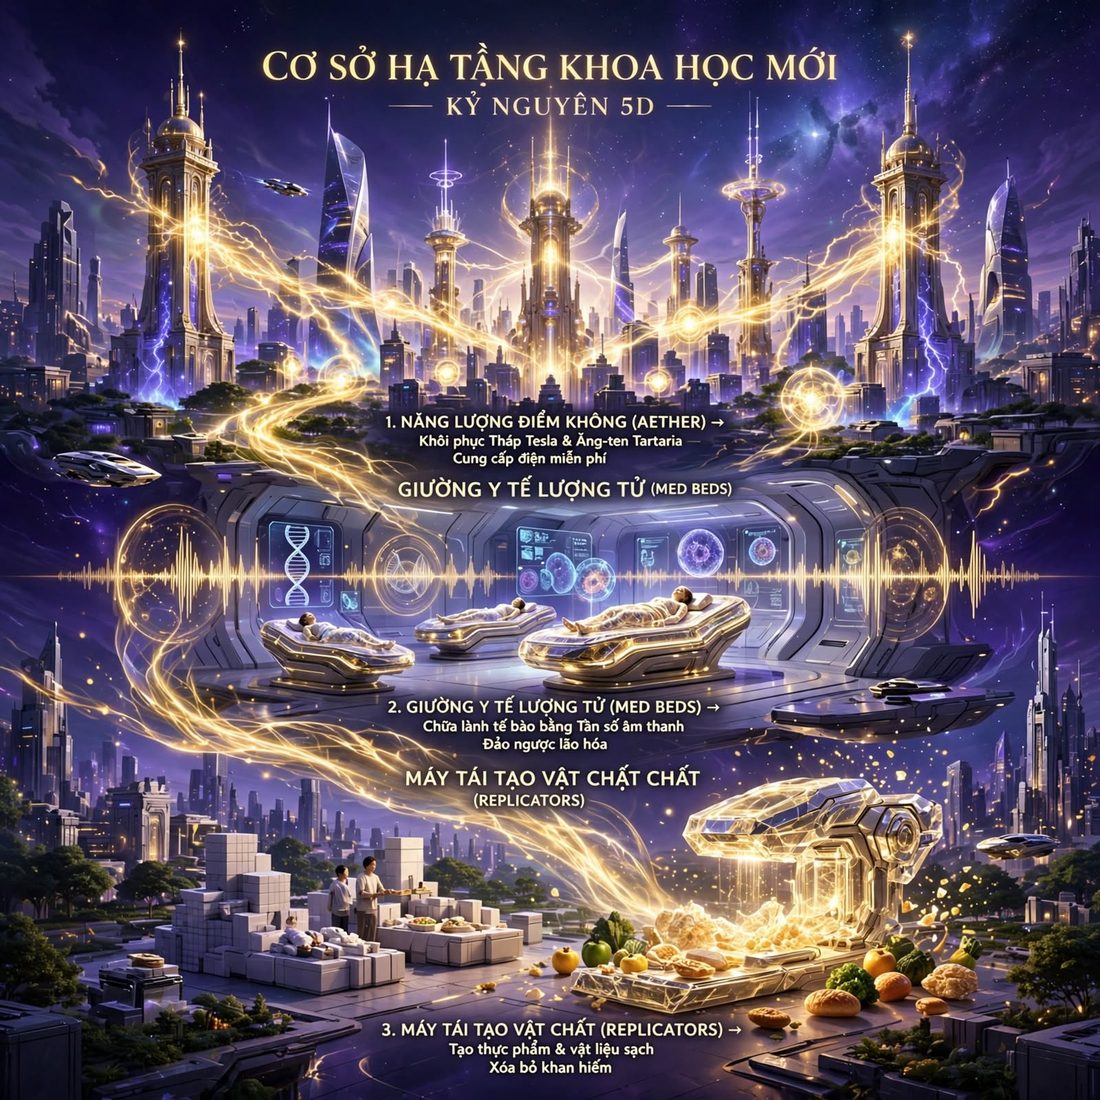 CƠ SỞ HẠ TẦNG KHOA HỌC MỚI
— KỶ NGUYÊN 5D —
1. NĂNG LƯỢNG ĐIỂM KHÔNG (AETHER) →
Khôi phục Tháp Tesla & Ăng-ten Tartaria —
Cung cấp điện miễn phí
GIƯỜNG Y TẾ LƯỢNG TỬ (MED BEDS)
2. GIƯỜNG Y TẾ LƯỢNG TỬ (MED BEDS) →
Chữa lành tế bào bằng Tần số âm thanh
Đảo ngược lão hóa
MÁY TÁI TẠO VẬT CHẤT CHẤT
(REPLICATORS)
3. MÁY TÁI TẠO VẬT CHẤT (REPLICATORS) →
Tạo thực phẩm & vật liệu sạch
Xóa bỏ khan hiếm